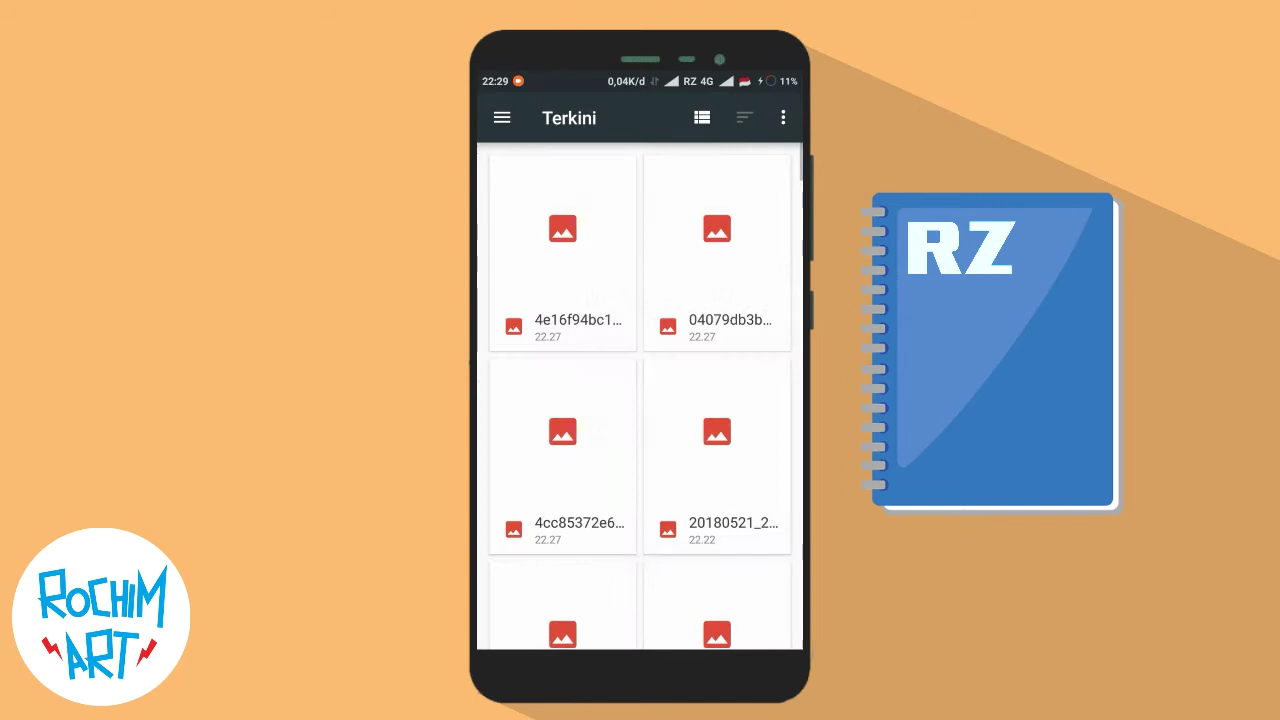 22:29 0,04K/d RZ 4G 11%
Terkini
4e16f94bc1…
22.27
04079db3b…
22.27
4cc85372e6…
22.27
20180521_2…
22.22
RZ
ROCHIM
ART